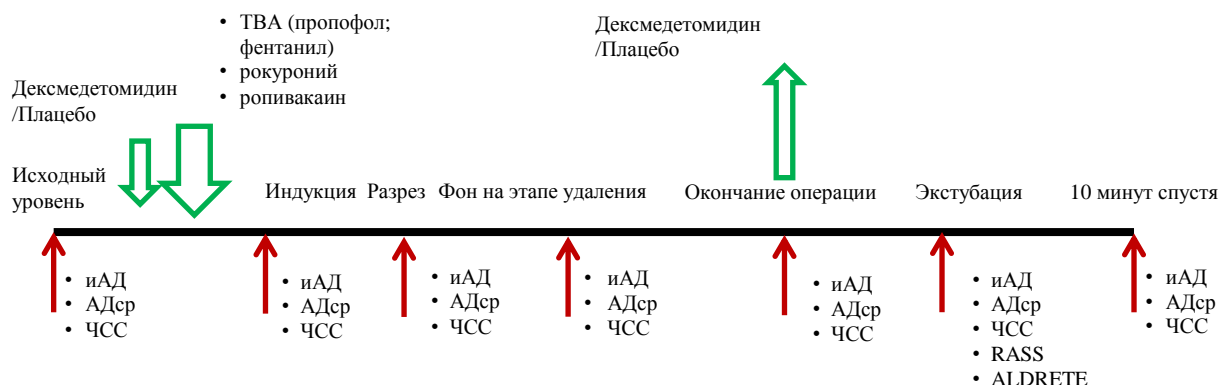 • ТВА (пропофол;
фентанил)
• рокуроний
• ропивакаин
Дексмедетомидин
/Плацебо
Дексмедетомидин
/Плацебо
Исходный
уровень
Индукция
Разрез
Фон на этапе удаления
Окончание операции
Экстубация
10 минут спустя
• иАД
• АДср
• ЧСС
• иАД
• АДср
• ЧСС
• иАД
• АДср
• ЧСС
• иАД
• АДср
• ЧСС
• иАД
• АДср
• ЧСС
• иАД
• АДср
• ЧСС
• RASS
• ALDRETE
• иАД
• АДср
• ЧСС